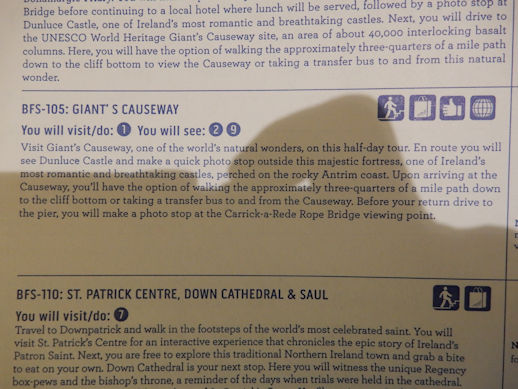 Bridge before continuing to a local hotel where lunch will be served, followed by a photo stop at
Dunluce Castle, one of Ireland's most romantic and breathtaking castles. Next, you will drive to
the UNESCO World Heritage Giant's Causeway site, an area of about 40,000 interlocking basalt
columns. Here, you will have the option of walking the approximately three-quarters of a mile path
down to the cliff bottom to view the Causeway or taking a transfer bus to and from this natural
wonder.
BFS-105: GIANT' S CAUSEWAY
You will visit/do: 1 You will see: 2 9
Visit Giant's Causeway, one of the world's natural wonders, on this half-day tour. En route you will
see Dunluce Castle and make a quick photo stop outside this majestic fortress, one of Ireland's
most romantic and breathtaking castles, perched on the rocky Antrim coast. Upon arriving at the
Causeway, you'll have the option of walking the approximately three-quarters of a mile path down
to the cliff bottom or taking a transfer bus to and from the Causeway. Before your return drive to
the pier, you will make a photo stop at the Carrick-a-Rede Rope Bridge viewing point.
BFS-110: ST. PATRICK CENTRE, DOWN CATHEDRAL & SAUL
You will visit/do: 7
Travel to Downpatrick and walk in the footsteps of the world's most celebrated saint. You will
visit St. Patrick's Centre for an interactive experience that chronicles the epic story of Ireland's
Patron Saint. Next, you are free to explore this traditional Northern Ireland town and grab a bite
to eat on your own. Down Cathedral is your next stop. Here you will witness the unique Regency
box-pews and the bishop's throne, a reminder of the days when trials were held in the cathedral.